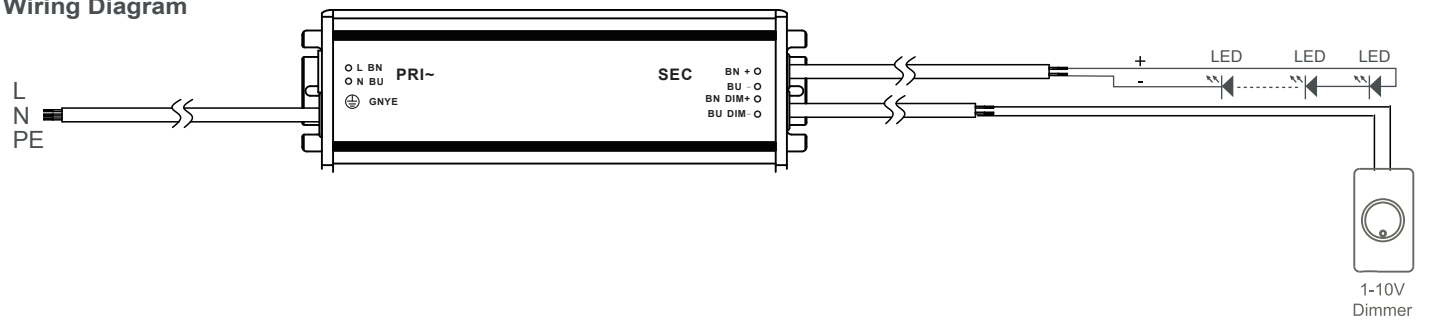 Wiring Diagram
L
N
PE
L BN
N BU
PRI~
GNYE
SEC
BN +
BU -
BN DIM+
BU DIM-
+
-
LED
LED
LED
1-10V
Dimmer